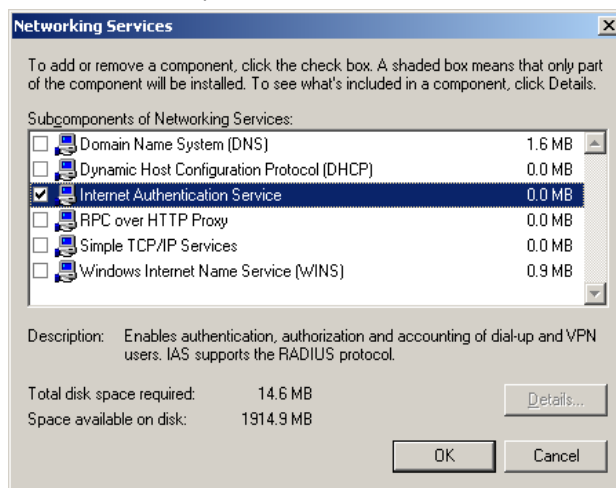 Networking Services
To add or remove a component, click the check box. A shaded box means that only part
of the component will be installed. To see what's included in a component, click Details.
Subcomponents of Networking Services:
Domain Name System (DNS) 1.6 MB
Dynamic Host Configuration Protocol (DHCP) 0.0 MB
Internet Authentication Service 0.0 MB
RPC over HTTP Proxy 0.0 MB
Simple TCP/IP Services 0.0 MB
Windows Internet Name Service (WINS) 0.9 MB
Description: Enables authentication, authorization and accounting of dial-up and VPN
users. IAS supports the RADIUS protocol.
Total disk space required: 14.6 MB
Details...
Space available on disk: 1914.9 MB
OK Cancel